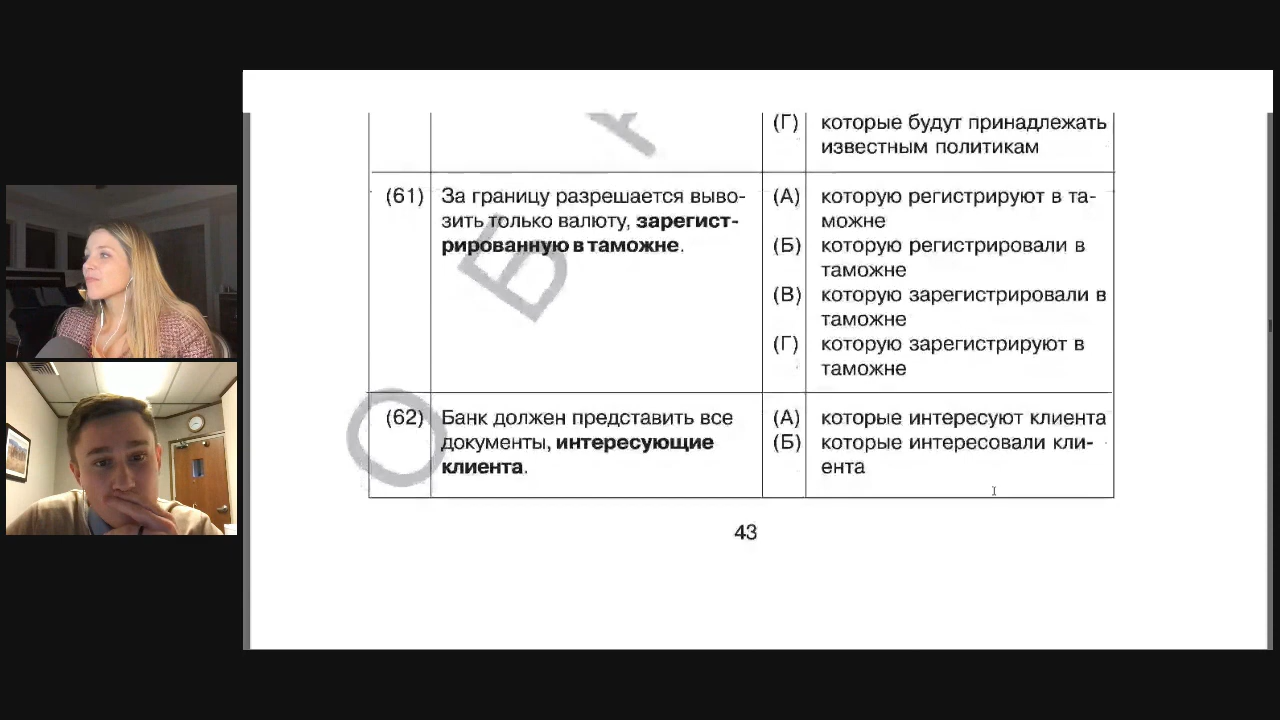 (Г) которые будут принадлежать
известным политикам
(61) За границу разрешается выво-
зить только валюту, зарегист-
рированную в таможне.
(А) которую регистрируют в та-
можне
(Б) которую регистрировали в
таможне
(В) которую зарегистрировали в
таможне
(Г) которую зарегистрируют в
таможне
(62) Банк должен представить все
документы, интересующие
клиента.
(А) которые интересуют клиента
(Б) которые интересовали кли-
ента
43